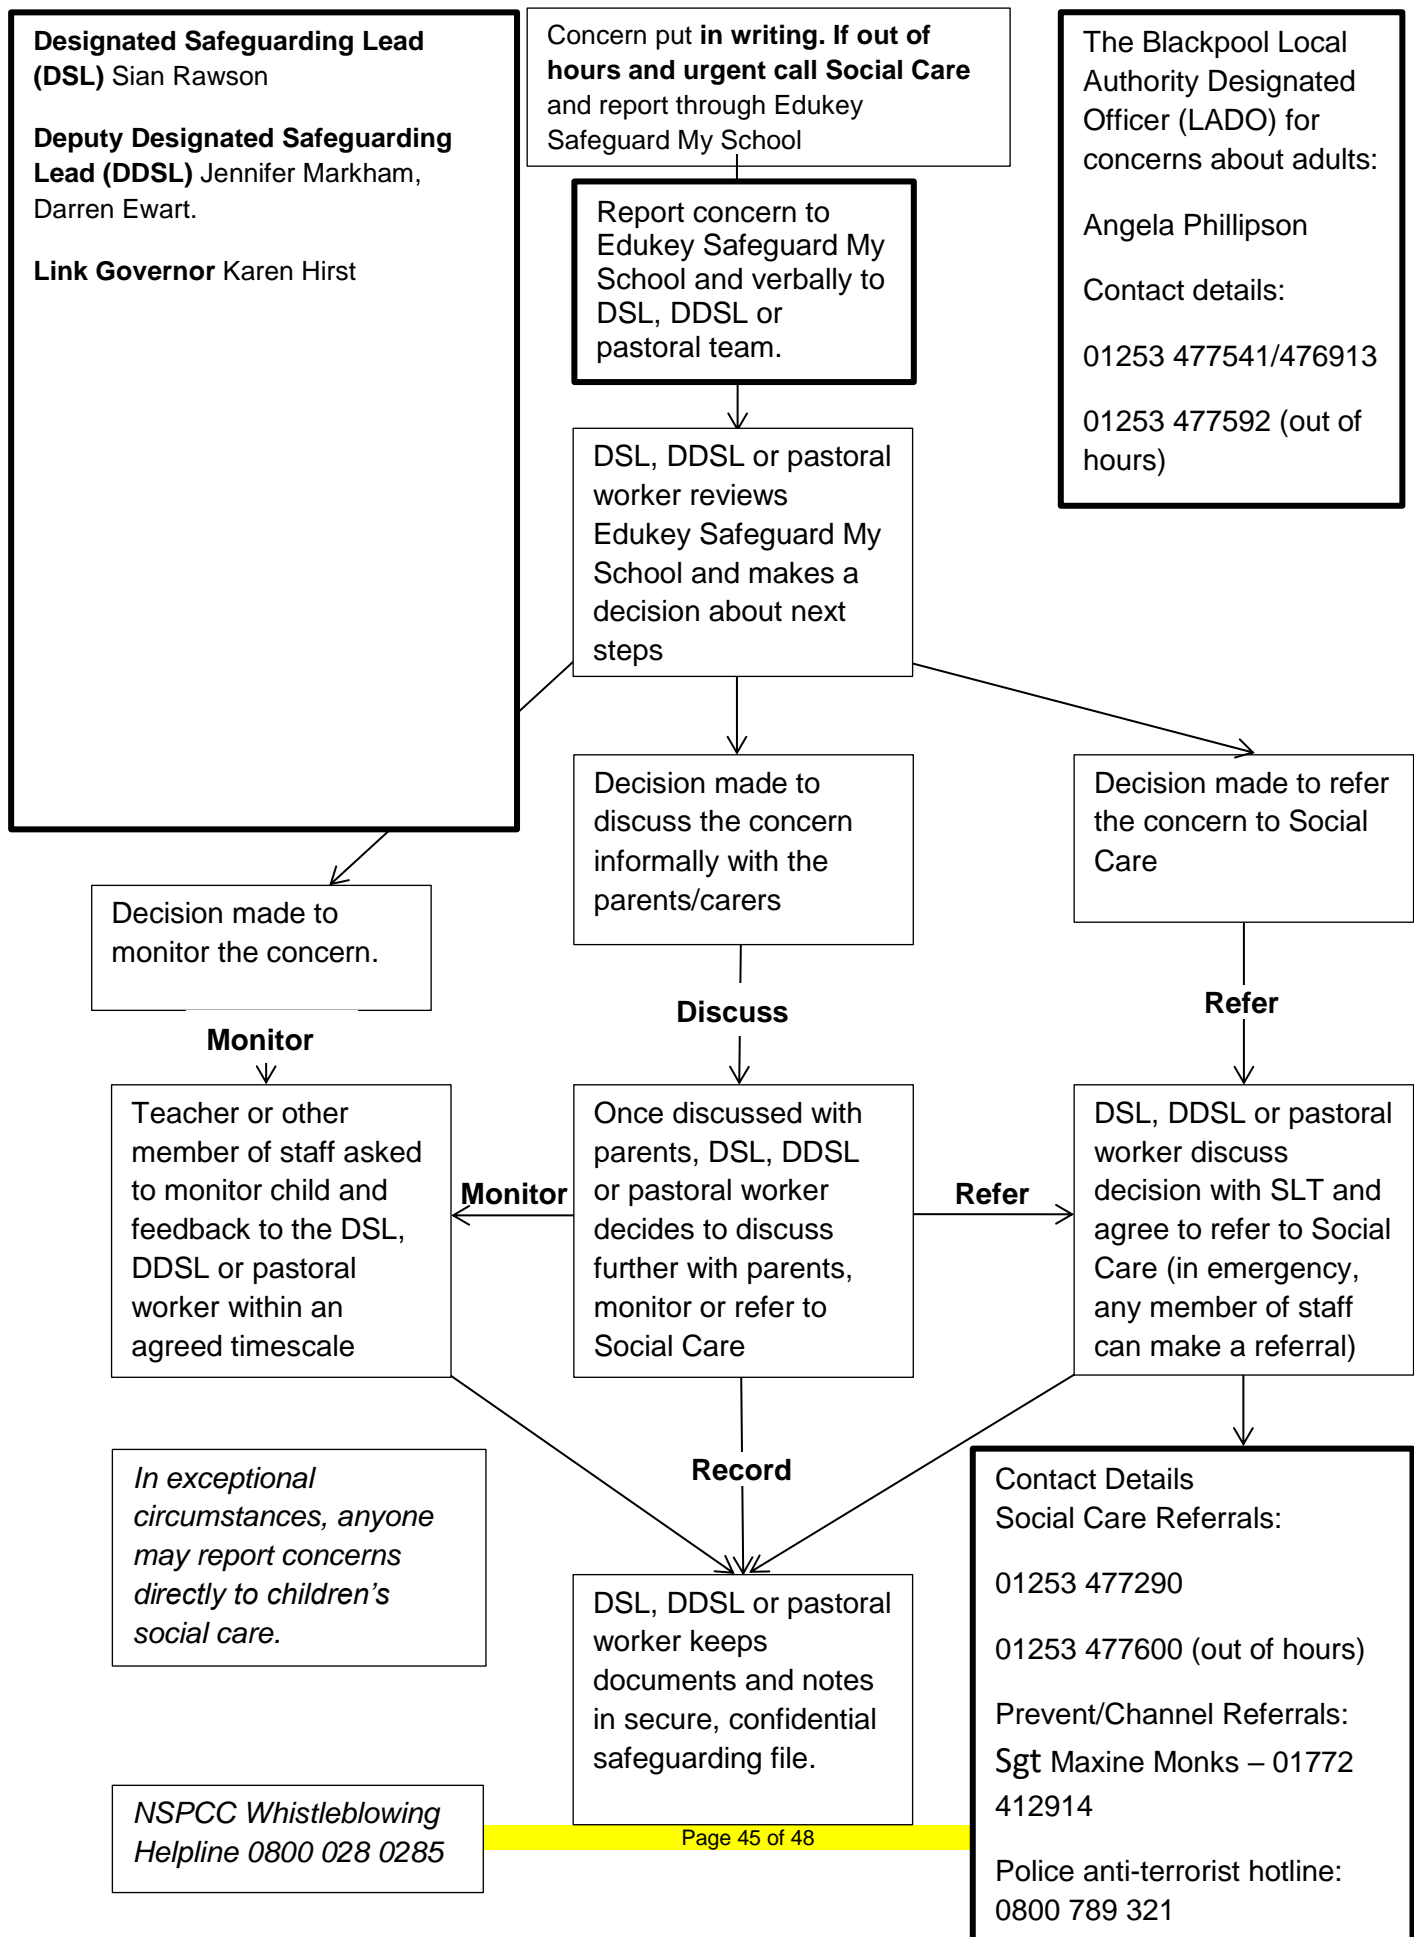 Designated Safeguarding Lead
(DSL) Sian Rawson
Deputy Designated Safeguarding
Lead (DDSL) Jennifer Markham,
Darren Ewart.
Link Governor Karen Hirst
Concern put in writing. If out of
hours and urgent call Social Care
and report through Edukey
Safeguard My School
The Blackpool Local
Authority Designated
Officer (LADO) for
concerns about adults:
Angela Phillipson
Contact details:
01253 477541/476913
01253 477592 (out of
hours)
Report concern to
Edukey Safeguard My
School and verbally to
DSL, DDSL or
pastoral team.
DSL, DDSL or pastoral
worker reviews
Edukey Safeguard My
School and makes a
decision about next
steps
Decision made to
monitor the concern.
Decision made to
discuss the concern
informally with the
parents/carers
Decision made to refer
the concern to Social
Care
Monitor
Discuss
Refer
Teacher or other
member of staff asked
to monitor child and
feedback to the DSL,
DDSL or pastoral
worker within an
agreed timescale
Monitor
Once discussed with
parents, DSL, DDSL
or pastoral worker
decides to discuss
further with parents,
monitor or refer to
Social Care
Refer
DSL, DDSL or pastoral
worker discuss
decision with SLT and
agree to refer to Social
Care (in emergency,
any member of staff
can make a referral)
In exceptional
circumstances, anyone
may report concerns
directly to children’s
social care.
Record
DSL, DDSL or pastoral
worker keeps
documents and notes
in secure, confidential
safeguarding file.
Contact Details
Social Care Referrals:
01253 477290
01253 477600 (out of hours)
Prevent/Channel Referrals:
Sgt Maxine Monks – 01772
412914
Police anti-terrorist hotline:
0800 789 321
NSPCC Whistleblowing
Helpline 0800 028 0285
Page 45 of 48